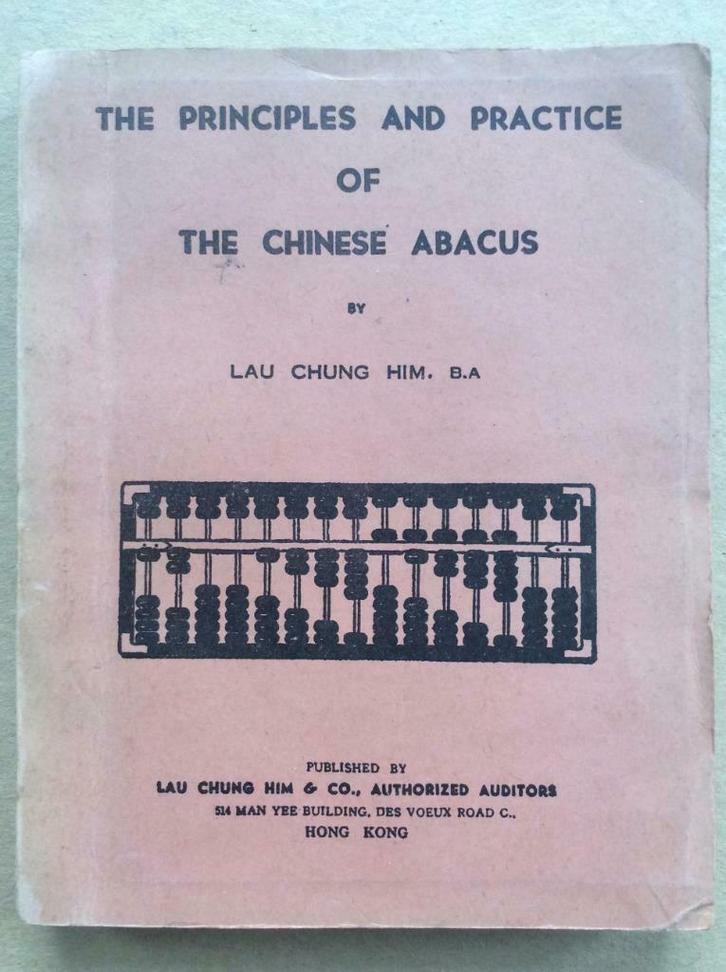 THE PRINCIPLES AND PRACTICE
OF
THE CHINESE ABACUS
BY
LAU CHUNG HIM. B.A
PUBLISHED BY
LAU CHUNG HIM & CO., AUTHORIZED AUDITORS
514 MAN YEE BUILDING, DES VOEUX ROAD C.,
HONG KONG